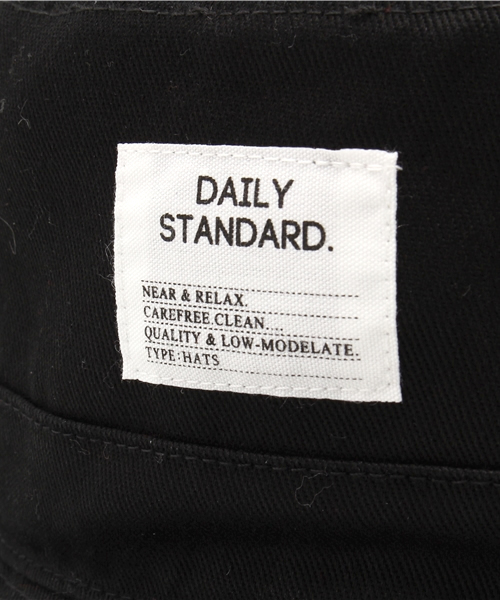 DAILY
STANDARD.
NEAR & RELAX.
CAREFREE.CLEAN....
QUALITY & LOW-MODELATE.
TYPE:HATS